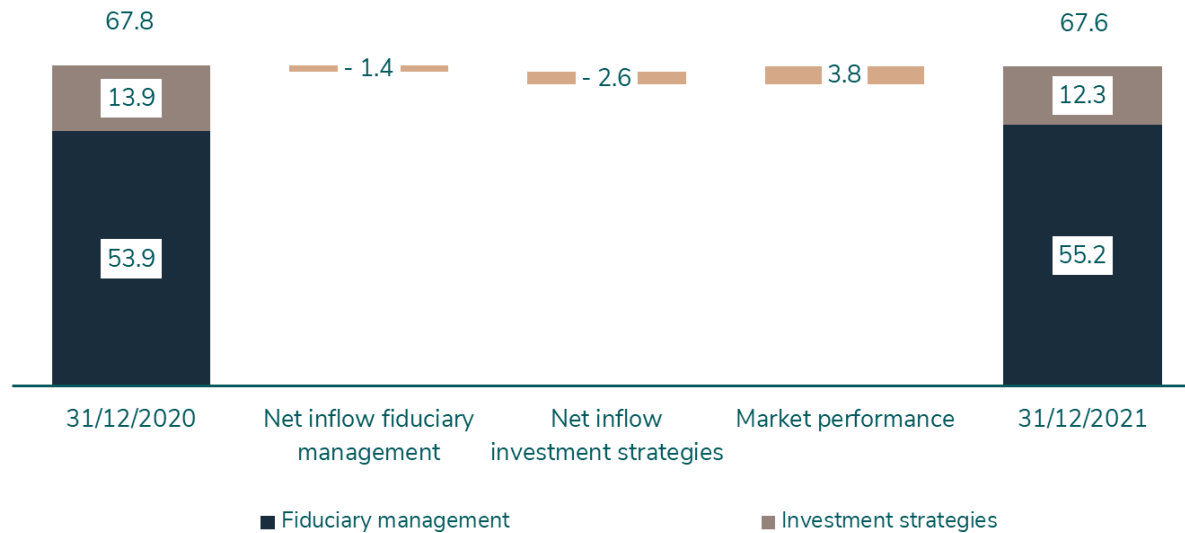 67.8
67.6
- 1.4
- 2.6
3.8
13.9
12.3
53.9
55.2
31/12/2020
Net inflow fiduciary
management
Net inflow
investment strategies
Market performance
31/12/2021
Fiduciary management
Investment strategies